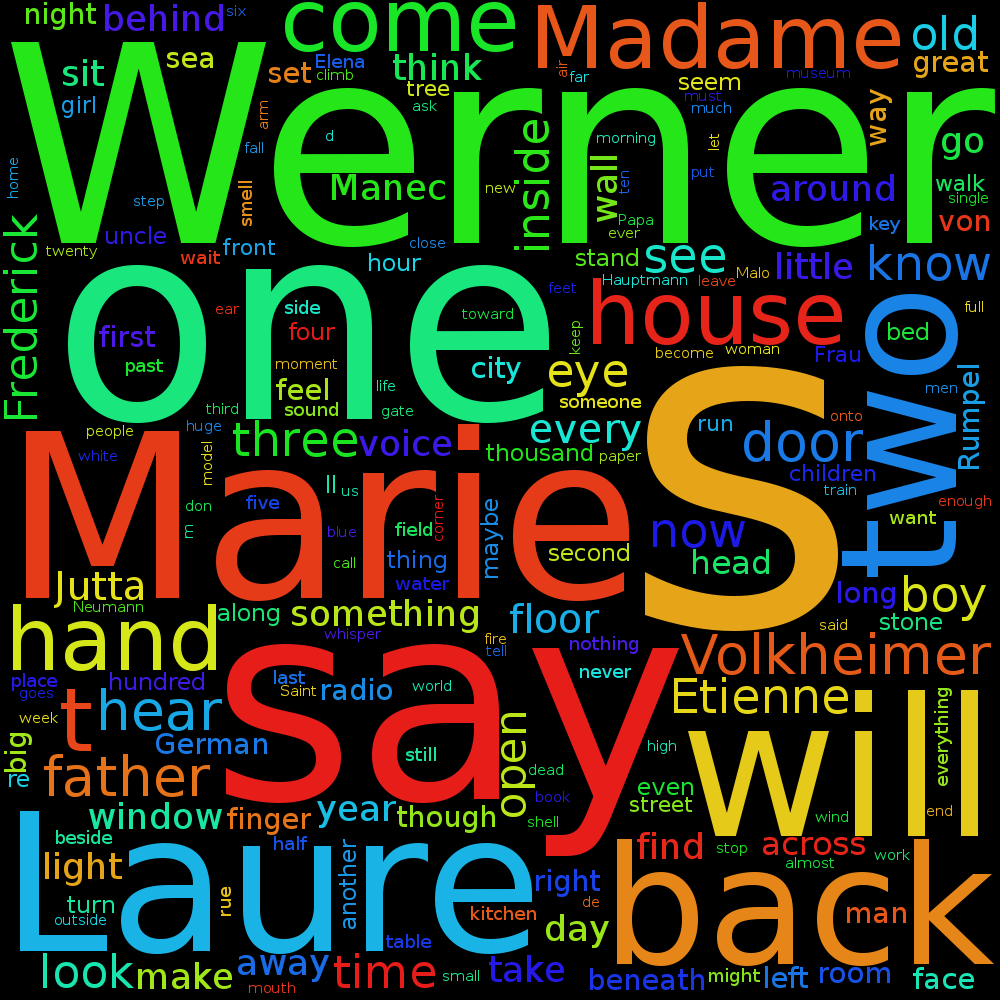 night behind six come Madame old
sea sit set Elena climb think tree air far seem museum great
girl Werner arm ask must much way
d fall morning let go
home step smell Manec new inside wall ten put around walk single
Papa ever key von
twenty uncle wait front close hour stand see Malo little know
Frederick one ear side feet Hauptmann leave house two full
first four toward keep city become woman Frau bed
past moment feel life eye someone S men Rumpel
third sound gate run onto
people huge three voice every door
white model thousand paper children train enough
Marie don ll us five blue field corner maybe now want
m call thing second head
Jutta Neumann water long boy
hand along something floor said stone
whisper fire tell nothing Volkheimer
place goes hundred last Saint radio world never
week t hear say Etienne will everything
big German still open high
re father dead even
window finger year though book shell street wind end
beside half find across stop almost work
light Laure another right back
turn rue kitchen de man
outside table day
look make away time small take beneath might left room face
mouth